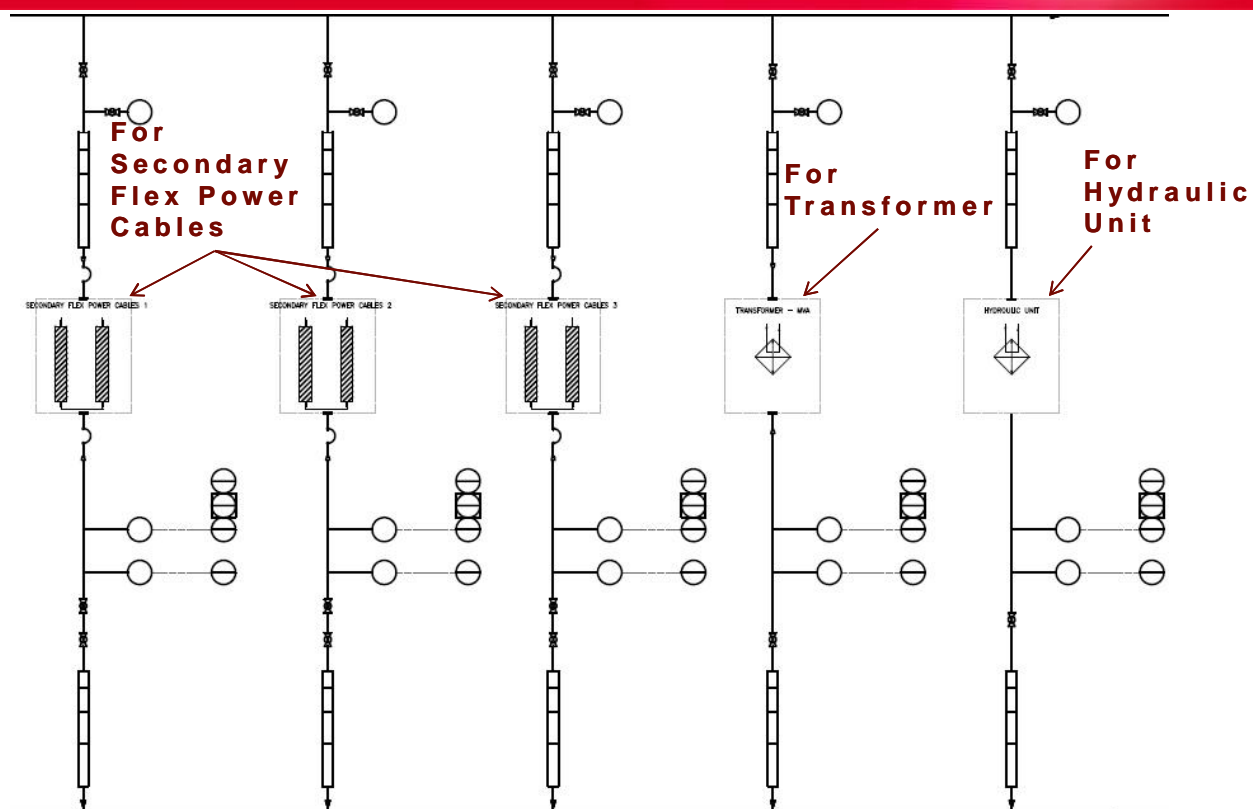 For
Secondary
Flex Power
Cables
For
Transformer
For
Hydraulic
Unit
SECONDARY FLEX POWER CABLES 1
SECONDARY FLEX POWER CABLES 2
SECONDARY FLEX POWER CABLES 3
TRANSFORMER - MVA
HYDROULIC UNIT